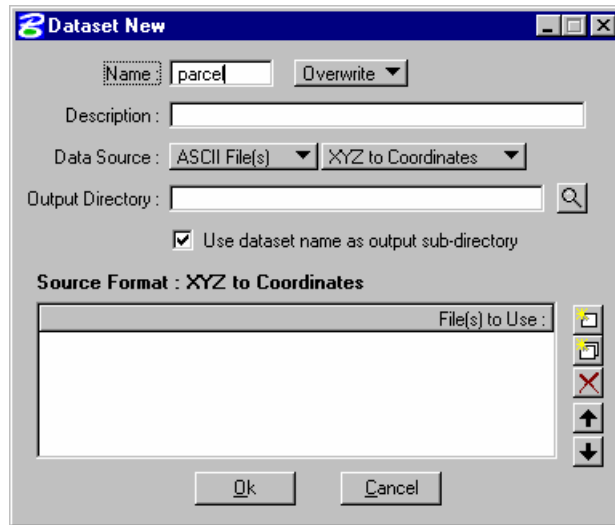 Dataset New
Name : parcel Overwrite
Description :
Data Source : ASCII File(s) XYZ to Coordinates
Output Directory :
Use dataset name as output sub-directory
Source Format : XYZ to Coordinates
File(s) to Use :
Ok Cancel